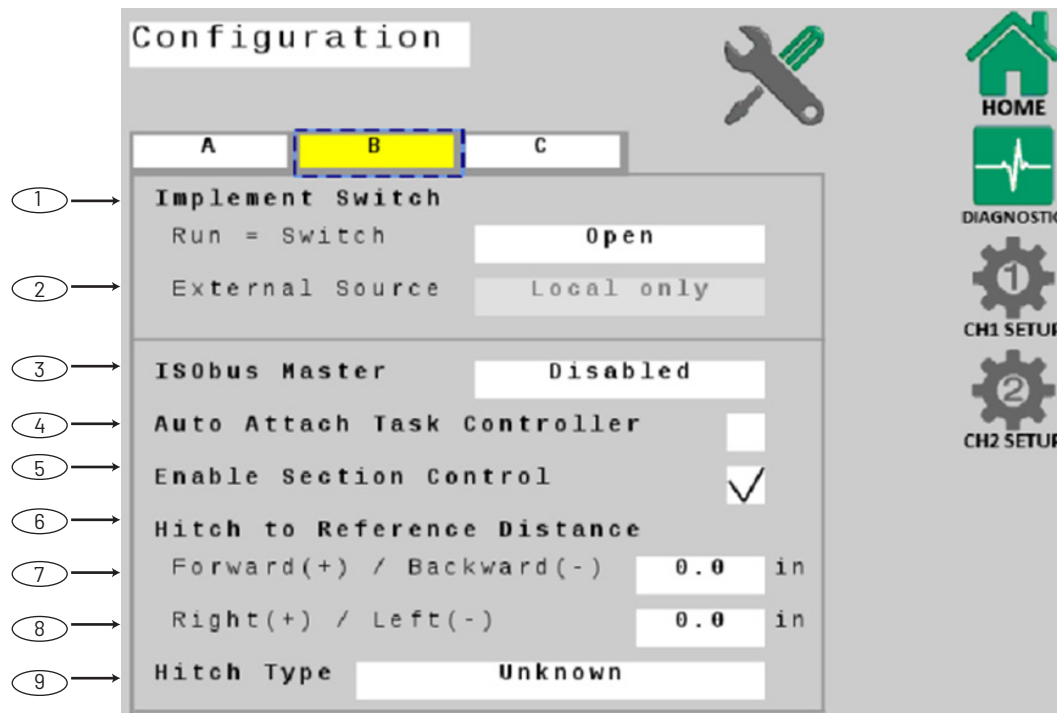 Configuration
HOME
A B C
DIAGNOSTIC
1 Implement Switch
Run = Switch Open
2 External Source Local only
1
CH1 SETUP
3 ISObus Master Disabled
4 Auto Attach Task Controller
2
CH2 SETUP
5 Enable Section Control
6 Hitch to Reference Distance
7 Forward(+) / Backward(-) 0.0 in
8 Right(+) / Left(-) 0.0 in
9 Hitch Type Unknown